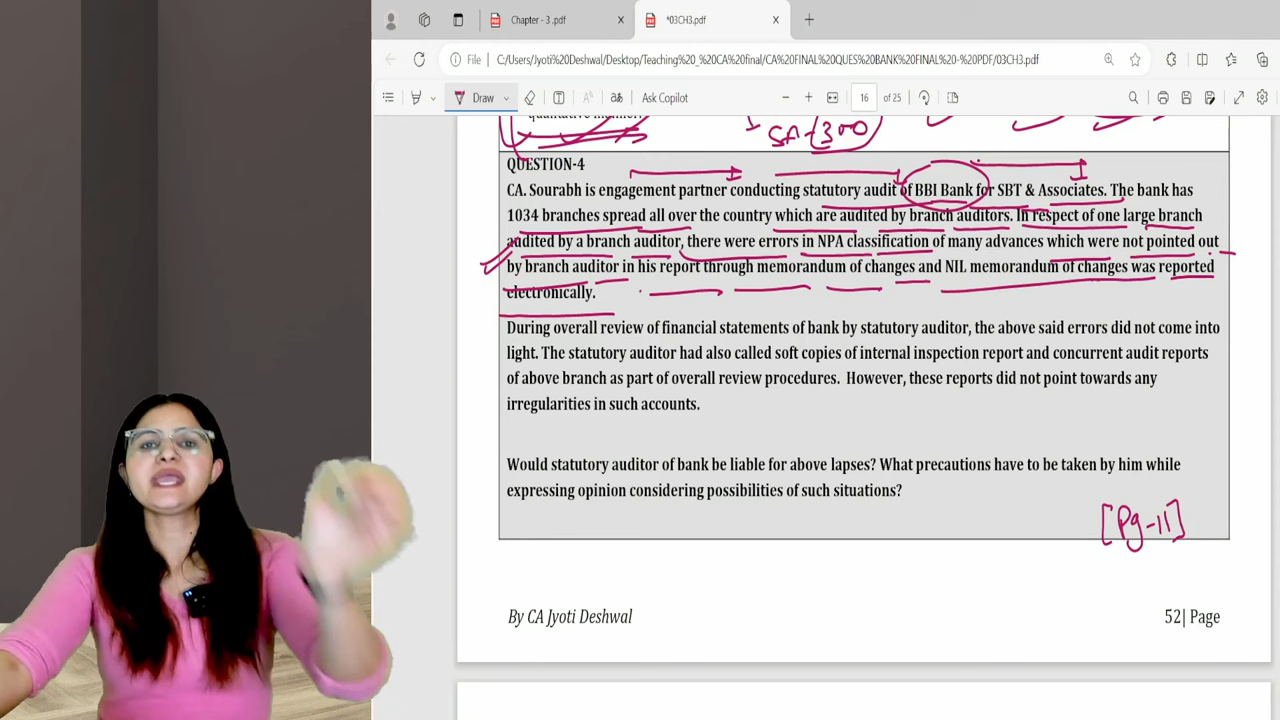 Chapter - 3 .pdf
*03CH3.pdf
File
C:/Users/Jyoti%20Deshwal/Desktop/Teaching%20_%20CA%20final/CA%20FINAL%20QUES%20BANK%20FINAL%20-%20PDF/03CH3.pdf
Draw
Ask Copilot
16
of 25
qualitative manner.
SA-(300)
QUESTION-4
CA. Sourabh is engagement partner conducting statutory audit of BBI Bank for SBT & Associates. The bank has
1034 branches spread all over the country which are audited by branch auditors. In respect of one large branch
audited by a branch auditor, there were errors in NPA classification of many advances which were not pointed out
by branch auditor in his report through memorandum of changes and NIL memorandum of changes was reported
electronically.
During overall review of financial statements of bank by statutory auditor, the above said errors did not come into
light. The statutory auditor had also called soft copies of internal inspection report and concurrent audit reports
of above branch as part of overall review procedures. However, these reports did not point towards any
irregularities in such accounts.
Would statutory auditor of bank be liable for above lapses? What precautions have to be taken by him while
expressing opinion considering possibilities of such situations?
[Pg-11]
By CA Jyoti Deshwal
52| Page